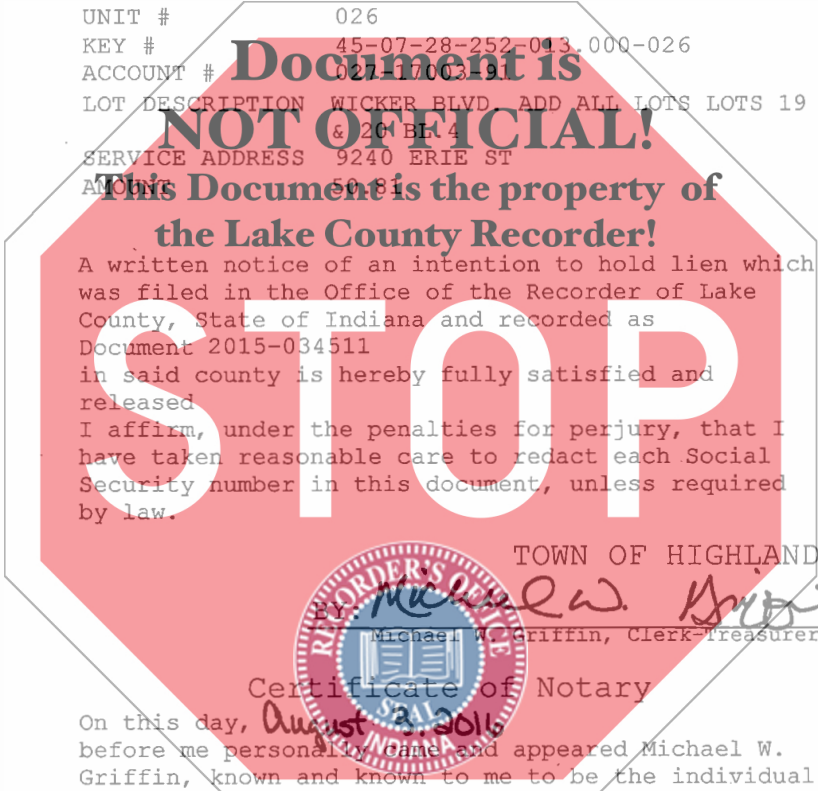 UNIT # 026
KEY # 45-07-28-252-013.000-026
Document is
ACCOUNT # 027-17003-91
LOT DESCRIPTION WICKER BLVD. ADD ALL LOTS LOTS 19
NOT OFFICIAL!
& 20 BL 4
SERVICE ADDRESS 9240 ERIE ST
AMOUNT 50.81
This Document is the property of
the Lake County Recorder!
A written notice of an intention to hold lien which
was filed in the Office of the Recorder of Lake
County, State of Indiana and recorded as
Document 2015-034511
in said county is hereby fully satisfied and
released
I affirm, under the penalties for perjury, that I
have taken reasonable care to redact each Social
Security number in this document, unless required
by law.
STOP
TOWN OF HIGHLAND
BY: Michael W. Griffin
Michael W. Griffin, Clerk-Treasurer
RECORDER'S OFFICE
SEAL
INDIANA
Certificate of Notary
On this day, August 3, 2016
before me personally came and appeared Michael W.
Griffin, known and known to me to be the individual